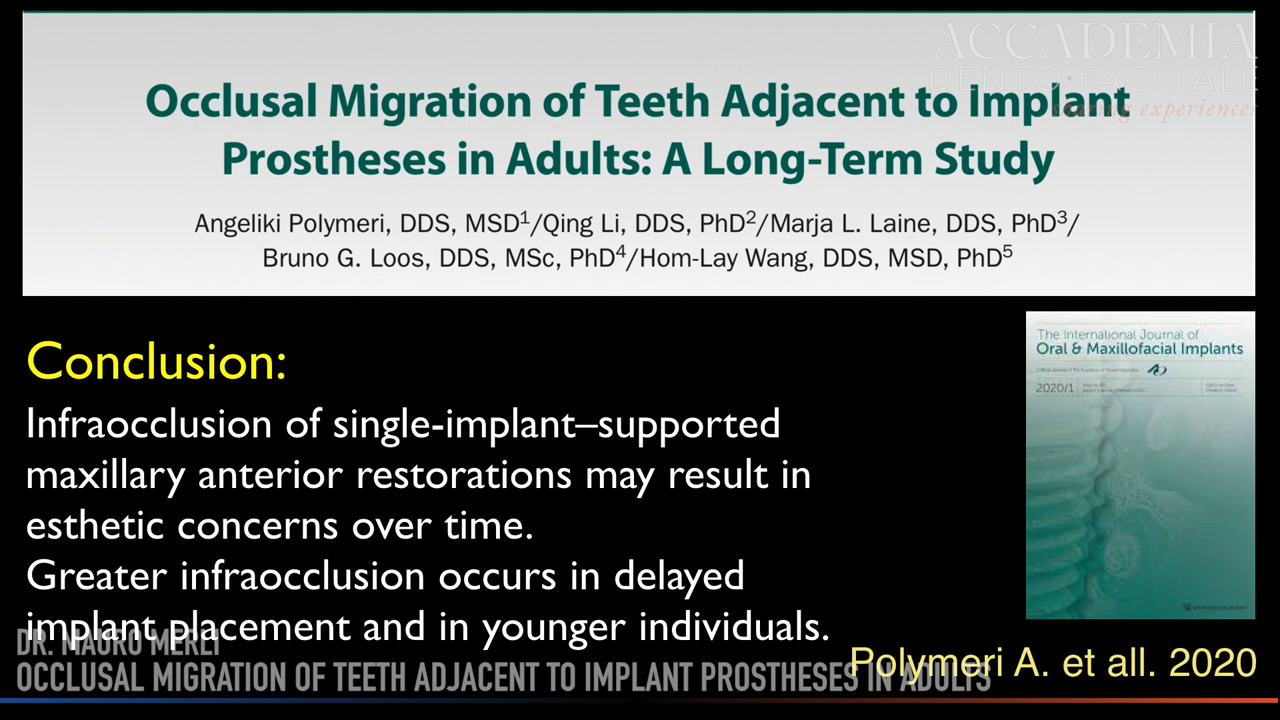 ACCADEMIA
DENTO·FACCIALE
sharing experiences
Occlusal Migration of Teeth Adjacent to Implant
Prostheses in Adults: A Long-Term Study
Angeliki Polymeri, DDS, MSD1/Qing Li, DDS, PhD2/Marja L. Laine, DDS, PhD3/
Bruno G. Loos, DDS, MSc, PhD4/Hom-Lay Wang, DDS, MSD, PhD5
The International Journal of
Oral & Maxillofacial Implants
2020/1
Conclusion:
Infraocclusion of single-implant–supported
maxillary anterior restorations may result in
esthetic concerns over time.
Greater infraocclusion occurs in delayed
implant placement and in younger individuals.
DR. MAURO MERLI
OCCLUSAL MIGRATION OF TEETH ADJACENT TO IMPLANT PROSTHESES IN ADULTS
Polymeri A. et all. 2020